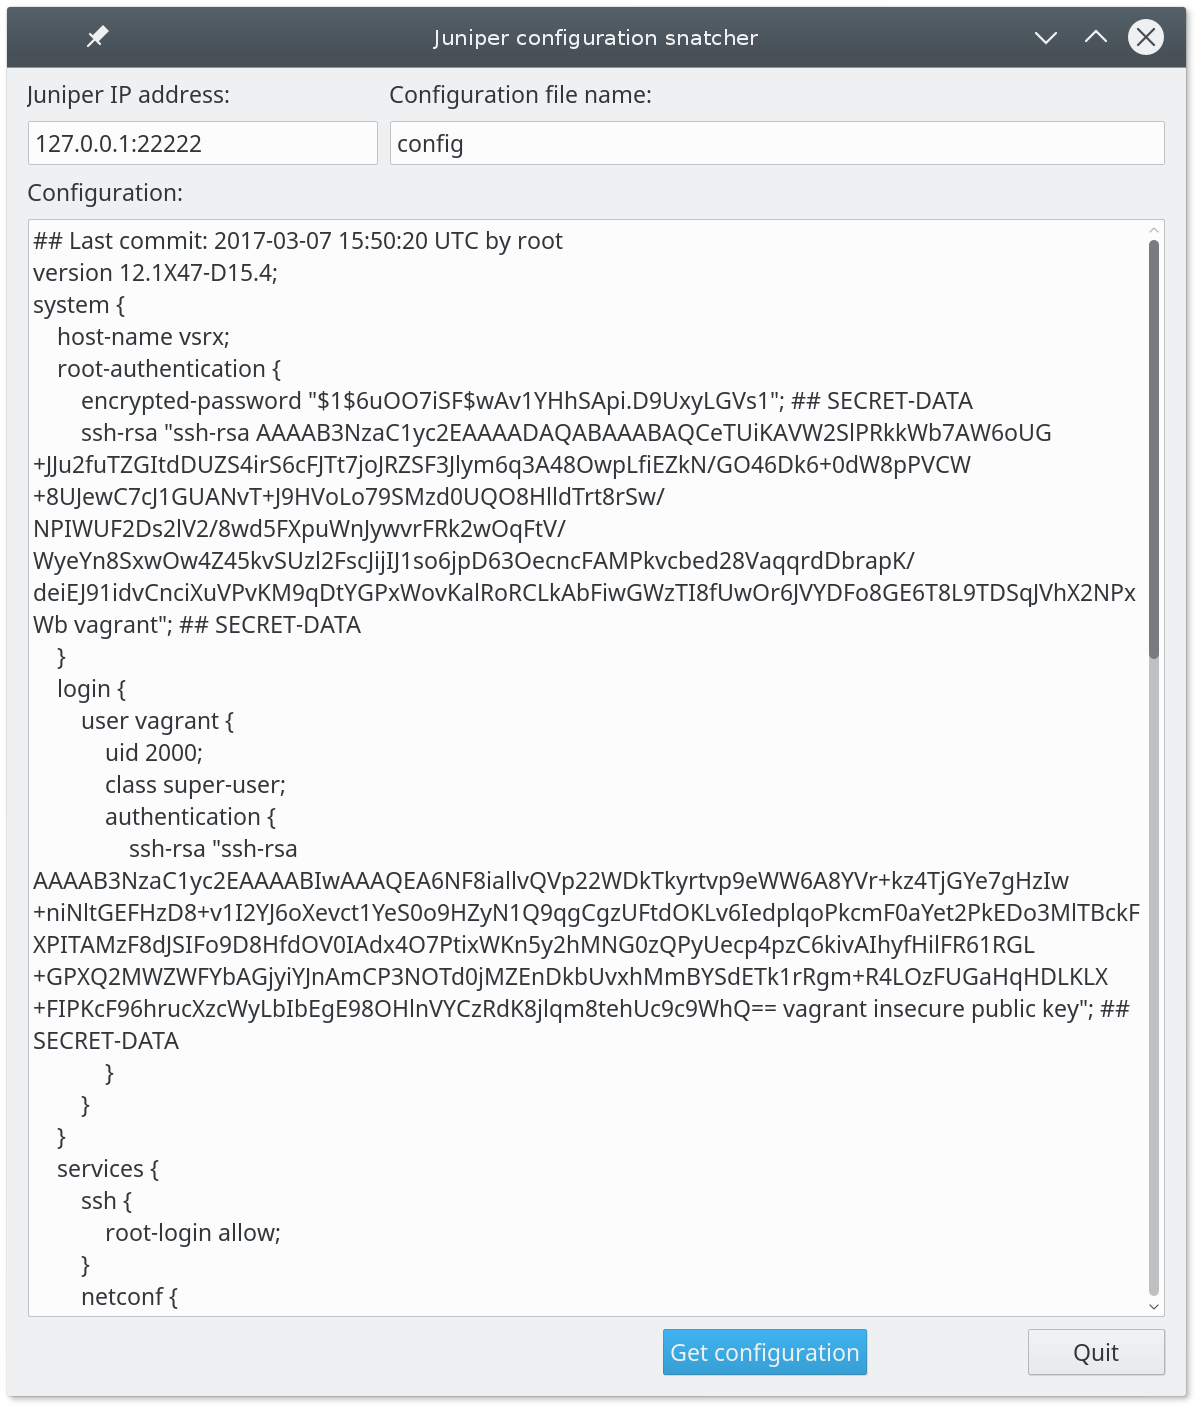 Juniper configuration snatcher
Juniper IP address:
Configuration file name:
127.0.0.1:22222
config
Configuration:
## Last commit: 2017-03-07 15:50:20 UTC by root
version 12.1X47-D15.4;
system {
    host-name vsrx;
    root-authentication {
        encrypted-password "$1$6uOO7iSF$wAv1YHhSApi.D9UxyLGVs1"; ## SECRET-DATA
        ssh-rsa "ssh-rsa AAAAB3NzaC1yc2EAAAADAQABAAABAQCeTUiKAVW2SlPRkkWb7AW6oUG
+JJu2fuTZGItdDUZS4irS6cFJTt7joJRZSF3Jlym6q3A48OwpLfiEZkN/GO46Dk6+0dW8pPVCW
+8UJewC7cJ1GUANvT+J9HVoLo79SMzd0UQO8HlldTrt8rSw/
NPIWUF2Ds2lV2/8wd5FXpuWnJywvrFRk2wOqFtV/
WyeYn8SxwOw4Z45kvSUzl2FscJijIJ1so6jpD63OecncFAMPkvcbed28VaqqrdDbrapK/
deiEJ91idvCnciXuVPvKM9qDtYGPxWovKalRoRCLkAbFiwGWzTI8fUwOr6JVYDFo8GE6T8L9TDSqJVhX2NPx
Wb vagrant"; ## SECRET-DATA
    }
    login {
        user vagrant {
            uid 2000;
            class super-user;
            authentication {
                ssh-rsa "ssh-rsa
AAAAB3NzaC1yc2EAAAABIwAAAQEA6NF8iallvQVp22WDkTkyrtvp9eWW6A8YVr+kz4TjGYe7gHzIw
+niNltGEFHzD8+v1I2YJ6oXevct1YeS0o9HZyN1Q9qgCgzUFtdOKLv6IedplqoPkcmF0aYet2PkEDo3MlTBckF
XPITAMzF8dJSIFo9D8HfdOV0IAdx4O7PtixWKn5y2hMNG0zQPyUecp4pzC6kivAIhyfHilFR61RGL
+GPXQ2MWZWFYbAGjyiYJnAmCP3NOTd0jMZEnDkbUvxhMmBYSdETk1rRgm+R4LOzFUGaHqHDLKLX
+FIPKcF96hrucXzcWyLbIbEgE98OHlnVYCzRdK8jlqm8tehUc9c9WhQ== vagrant insecure public key"; ##
SECRET-DATA
            }
        }
    }
    services {
        ssh {
            root-login allow;
        }
        netconf {
Get configuration
Quit